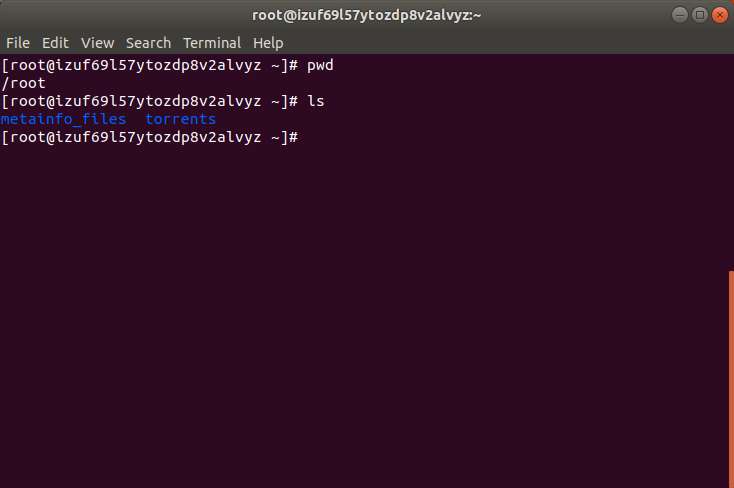 root@izuf69l57ytozdp8v2alvyz:~
File Edit View Search Terminal Help
[root@izuf69l57ytozdp8v2alvyz ~]# pwd
/root
[root@izuf69l57ytozdp8v2alvyz ~]# ls
metainfo_files  torrents
[root@izuf69l57ytozdp8v2alvyz ~]#